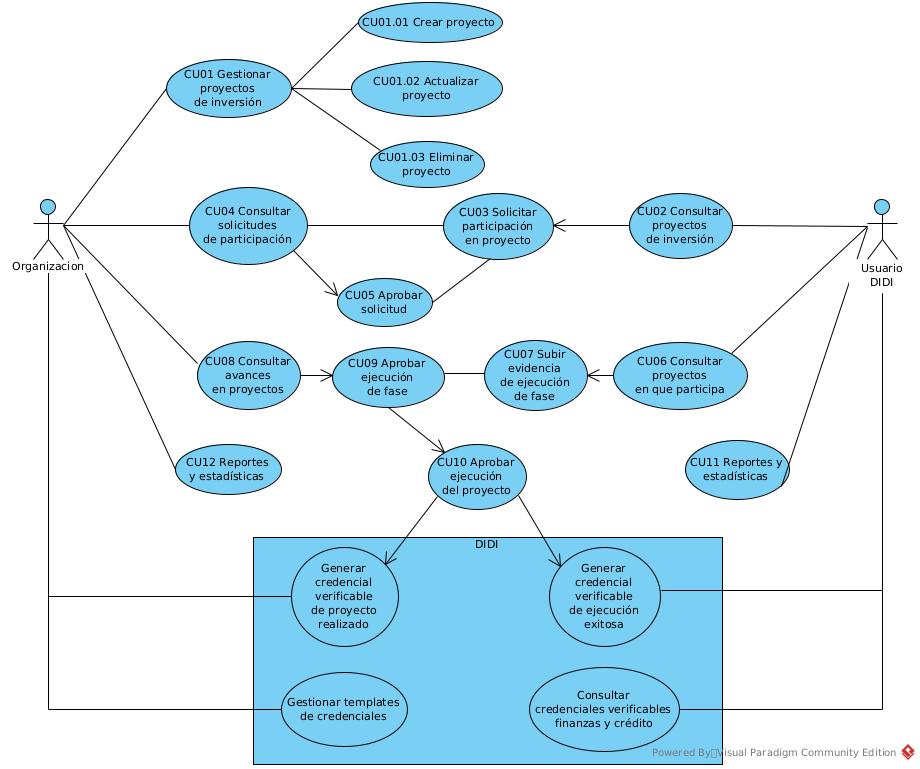 CU01.01 Crear proyecto
CU01 Gestionar
proyectos
de inversión
CU01.02 Actualizar
proyecto
CU01.03 Eliminar
proyecto
CU04 Consultar
solicitudes
de participación
CU03 Solicitar
participación
en proyecto
CU02 Consultar
proyectos
de inversión
Organizacion
Usuario
DIDI
CU05 Aprobar
solicitud
CU08 Consultar
avances
en proyectos
CU09 Aprobar
ejecución
de fase
CU07 Subir
evidencia
de ejecución
de fase
CU06 Consultar
proyectos
en que participa
CU12 Reportes
y estadísticas
CU10 Aprobar
ejecución
del proyecto
CU11 Reportes y
estadísticas
DIDI
Generar
credencial
verificable
de proyecto
realizado
Generar
credencial
verificable
de ejecución
exitosa
Gestionar templates
de credenciales
Consultar
credenciales verificables
finanzas y crédito
Powered By Visual Paradigm Community Edition